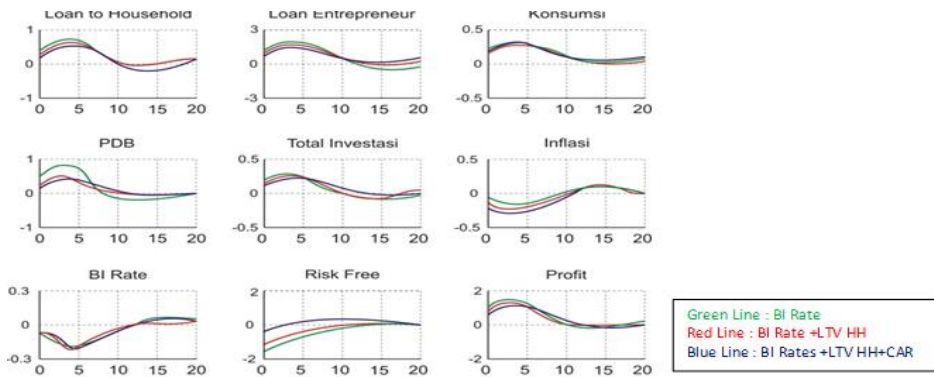 Loan to Household
Loan Entrepreneur
Konsumsi
1
0
-1
0 5 10 15 20
3
0
-3
0 5 10 15 20
0.5
0
-0.5
0 5 10 15 20
PDB
Total Investasi
Inflasi
1
0
-1
0 5 10 15 20
0.5
0
-0.5
0 5 10 15 20
0.5
0
-0.5
0 5 10 15 20
BI Rate
Risk Free
Profit
0.3
0
-0.3
0 5 10 15 20
2
0
-2
0 5 10 15 20
2
0
2
0 5 10 15 20
Green Line : BI Rate
Red Line : BI Rate +LTV HH
Blue Line : BI Rates +LTV HH+CAR